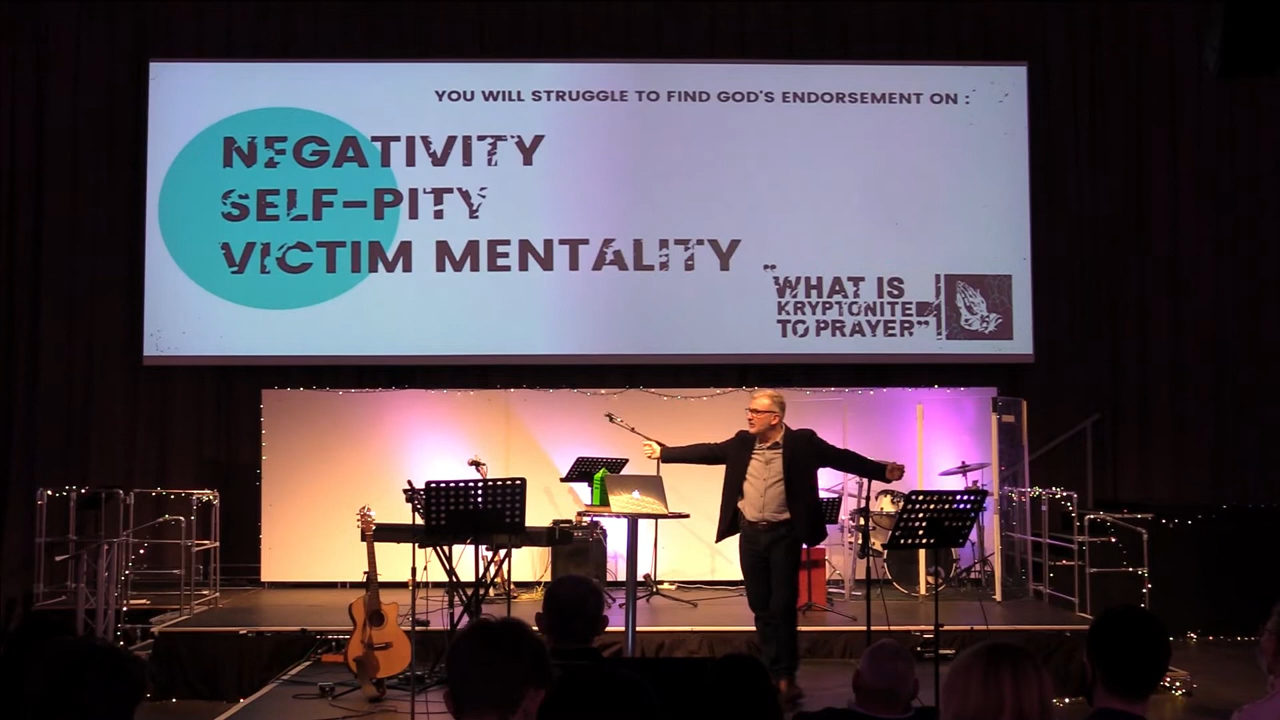 YOU WILL STRUGGLE TO FIND GOD'S ENDORSEMENT ON :
NEGATIVITY
SELF-PITY
VICTIM MENTALITY
"WHAT IS
KRYPTONITE
TO PRAYER"